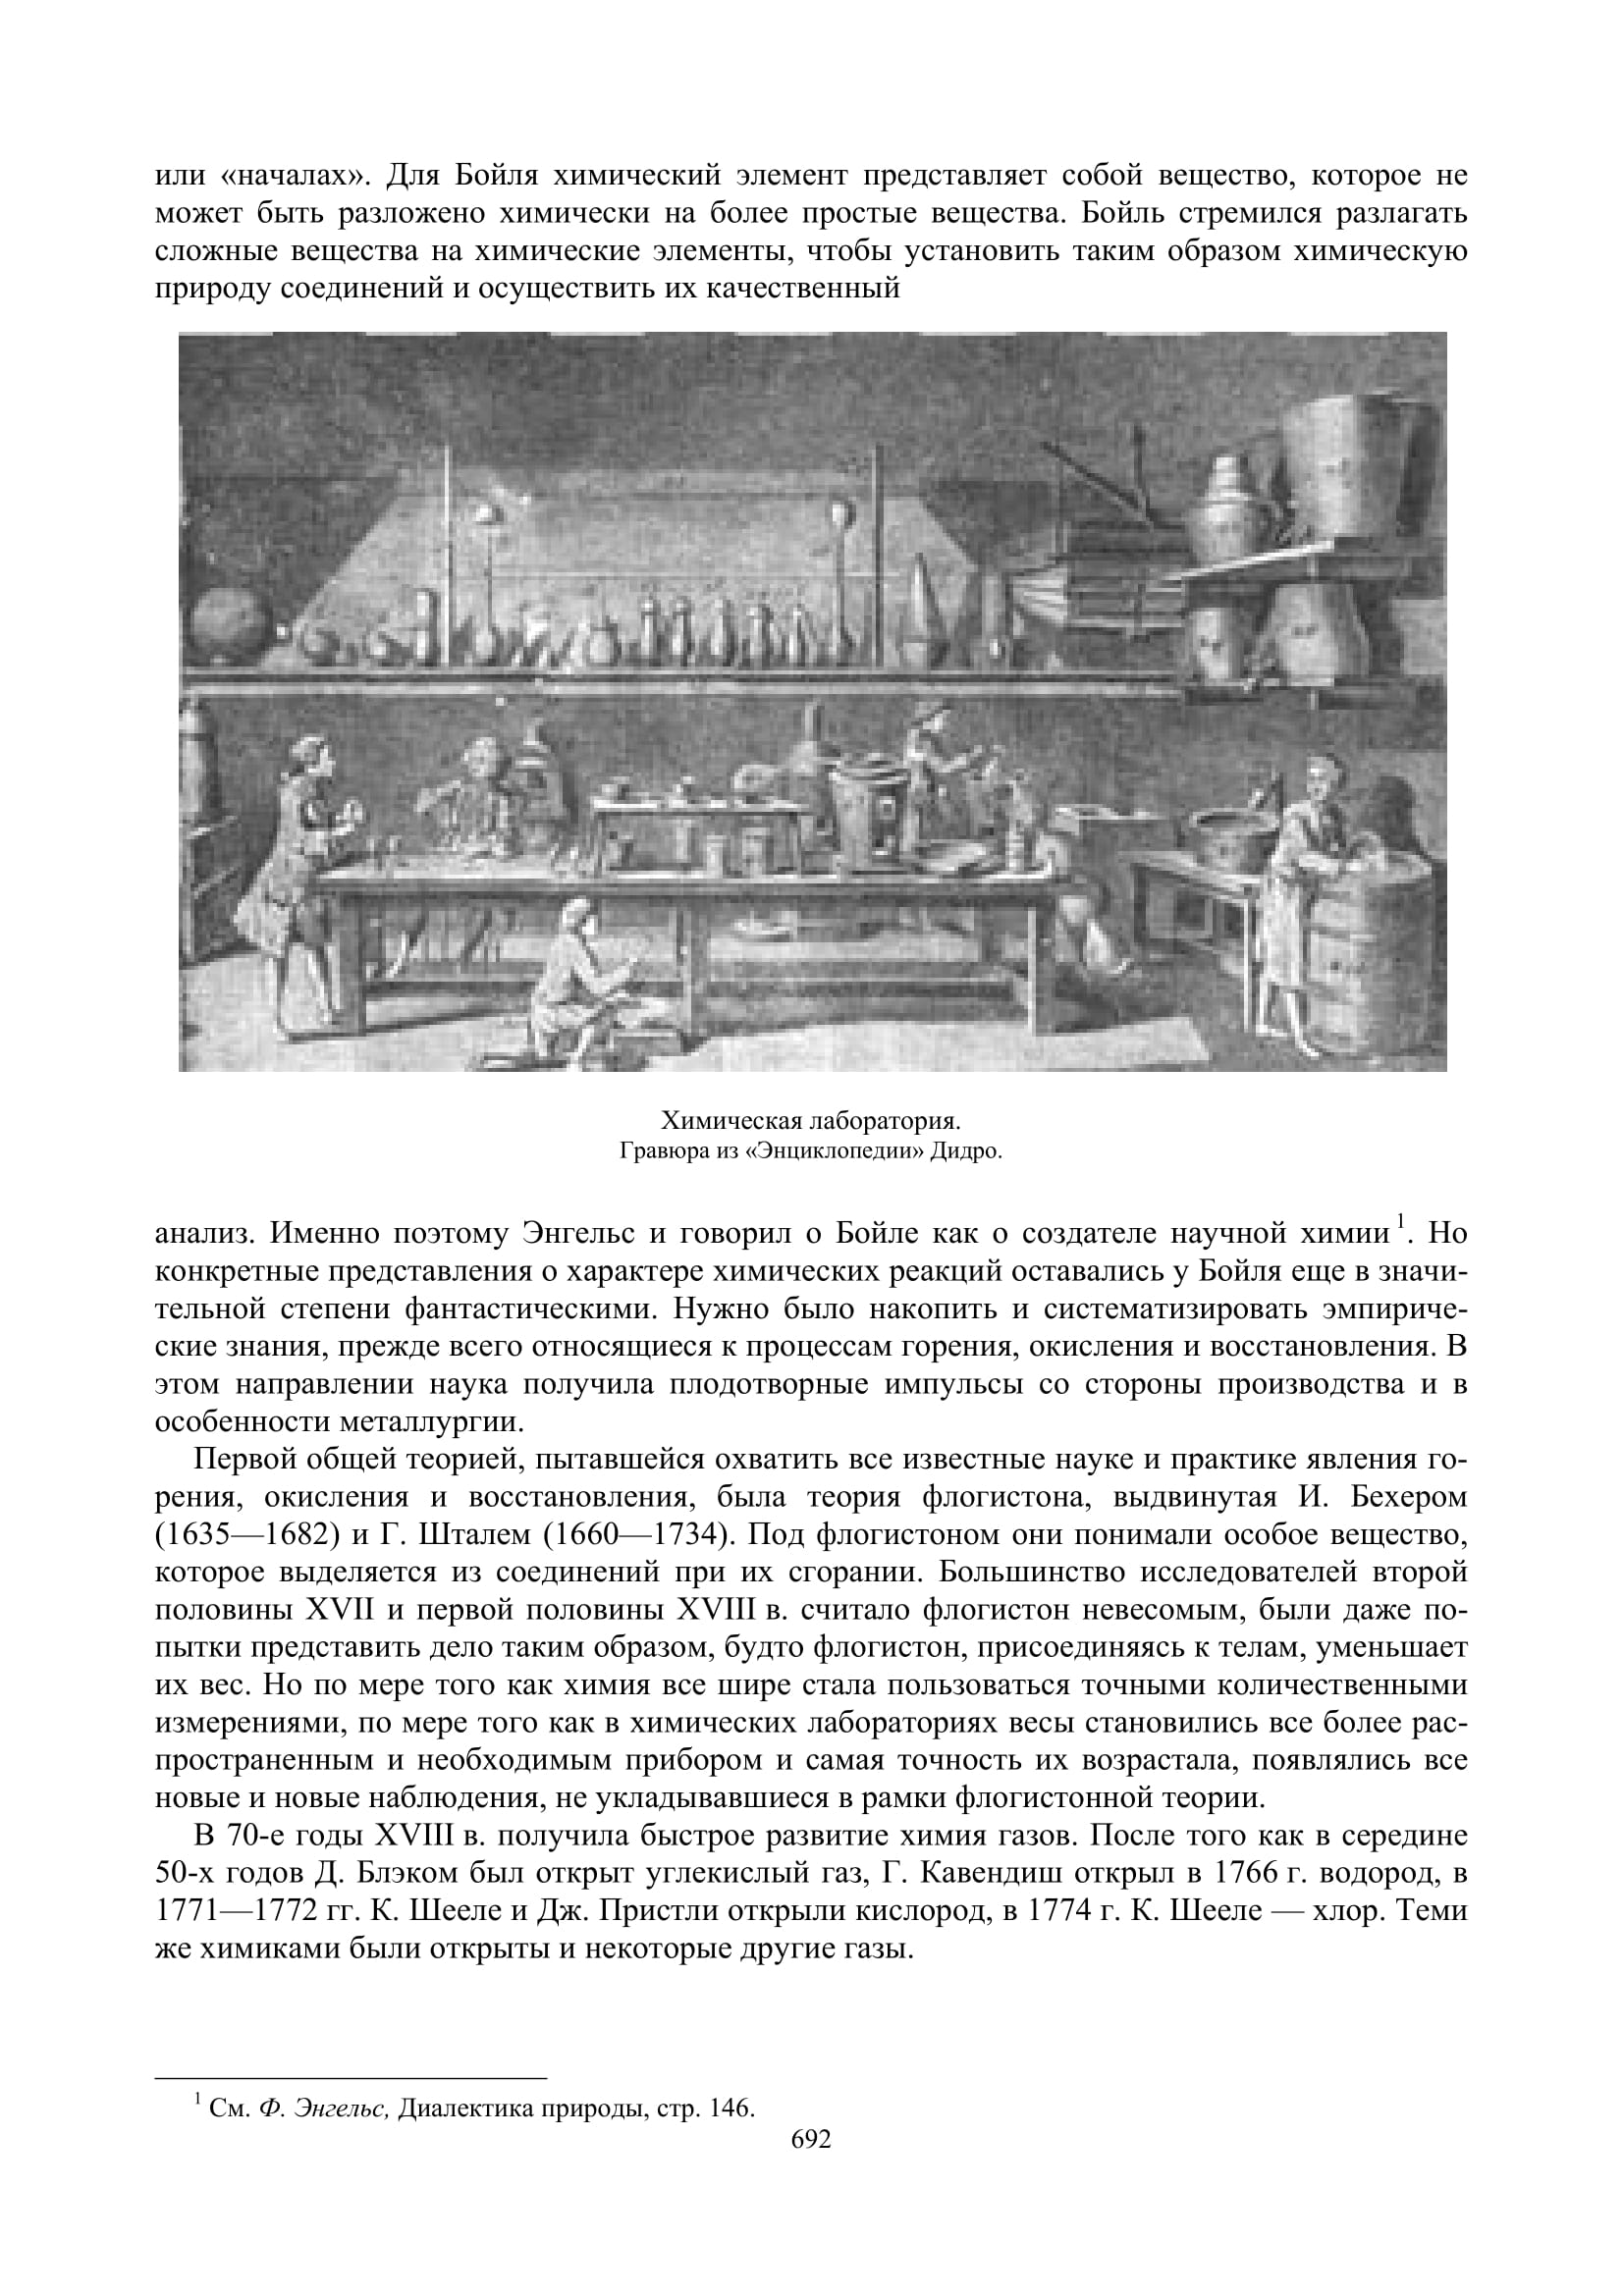 или «началах». Для Бойля химический элемент представляет собой вещество, которое не
может быть разложено химически на более простые вещества. Бойль стремился разлагать
сложные вещества на химические элементы, чтобы установить таким образом химическую
природу соединений и осуществить их качественный
Химическая лаборатория.
Гравюра из «Энциклопедии» Дидро.
анализ. Именно поэтому Энгельс и говорил о Бойле как о создателе научной химии 1. Но
конкретные представления о характере химических реакций оставались у Бойля еще в значи-
тельной степени фантастическими. Нужно было накопить и систематизировать эмпириче-
ские знания, прежде всего относящиеся к процессам горения, окисления и восстановления. В
этом направлении наука получила плодотворные импульсы со стороны производства и в
особенности металлургии.
Первой общей теорией, пытавшейся охватить все известные науке и практике явления го-
рения, окисления и восстановления, была теория флогистона, выдвинутая И. Бехером
(1635—1682) и Г. Шталем (1660—1734). Под флогистоном они понимали особое вещество,
которое выделяется из соединений при их сгорании. Большинство исследователей второй
половины XVII и первой половины XVIII в. считало флогистон невесомым, были даже по-
пытки представить дело таким образом, будто флогистон, присоединяясь к телам, уменьшает
их вес. Но по мере того как химия все шире стала пользоваться точными количественными
измерениями, по мере того как в химических лабораториях весы становились все более рас-
пространенным и необходимым прибором и самая точность их возрастала, появлялись все
новые и новые наблюдения, не укладывавшиеся в рамки флогистонной теории.
В 70-е годы XVIII в. получила быстрое развитие химия газов. После того как в середине
50-х годов Д. Блэком был открыт углекислый газ, Г. Кавендиш открыл в 1766 г. водород, в
1771—1772 гг. К. Шееле и Дж. Пристли открыли кислород, в 1774 г. К. Шееле — хлор. Теми
же химиками были открыты и некоторые другие газы.
1 См. Ф. Энгельс, Диалектика природы, стр. 146.
692